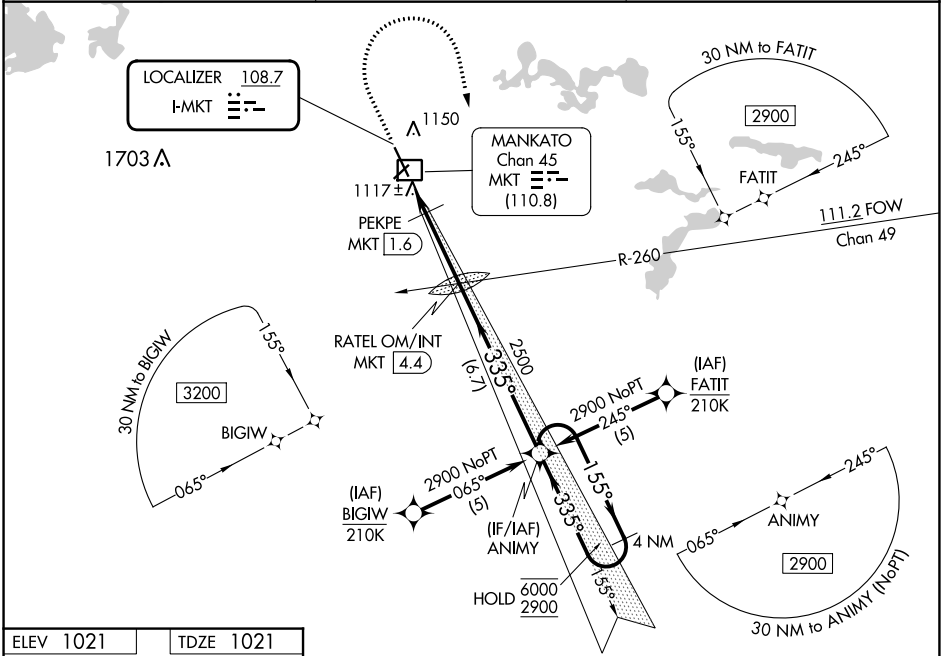 LOCALIZER 108.7
I-MKT
1150
1703
MANKATO
Chan 45
MKT
(110.8)
1117 ±
30 NM to FATIT
2900
155°
245°
FATIT
111.2 FOW
Chan 49
R-260
PEKPE
MKT 1.6
RATEL OM/INT
MKT 4.4
2500
335°
(6.7)
30 NM to BIGIW
3200
155°
BIGIW
065°
(IAF)
FATIT
210K
2900 NoPT
245°
(5)
2900 NoPT
065°
(5)
(IAF)
BIGIW
210K
(IF/IAF)
ANIMY
155°
335°
4 NM
HOLD 6000
2900
155°
245°
065°
ANIMY
2900
30 NM to ANIMY (NoPT)
ELEV 1021
TDZE 1021